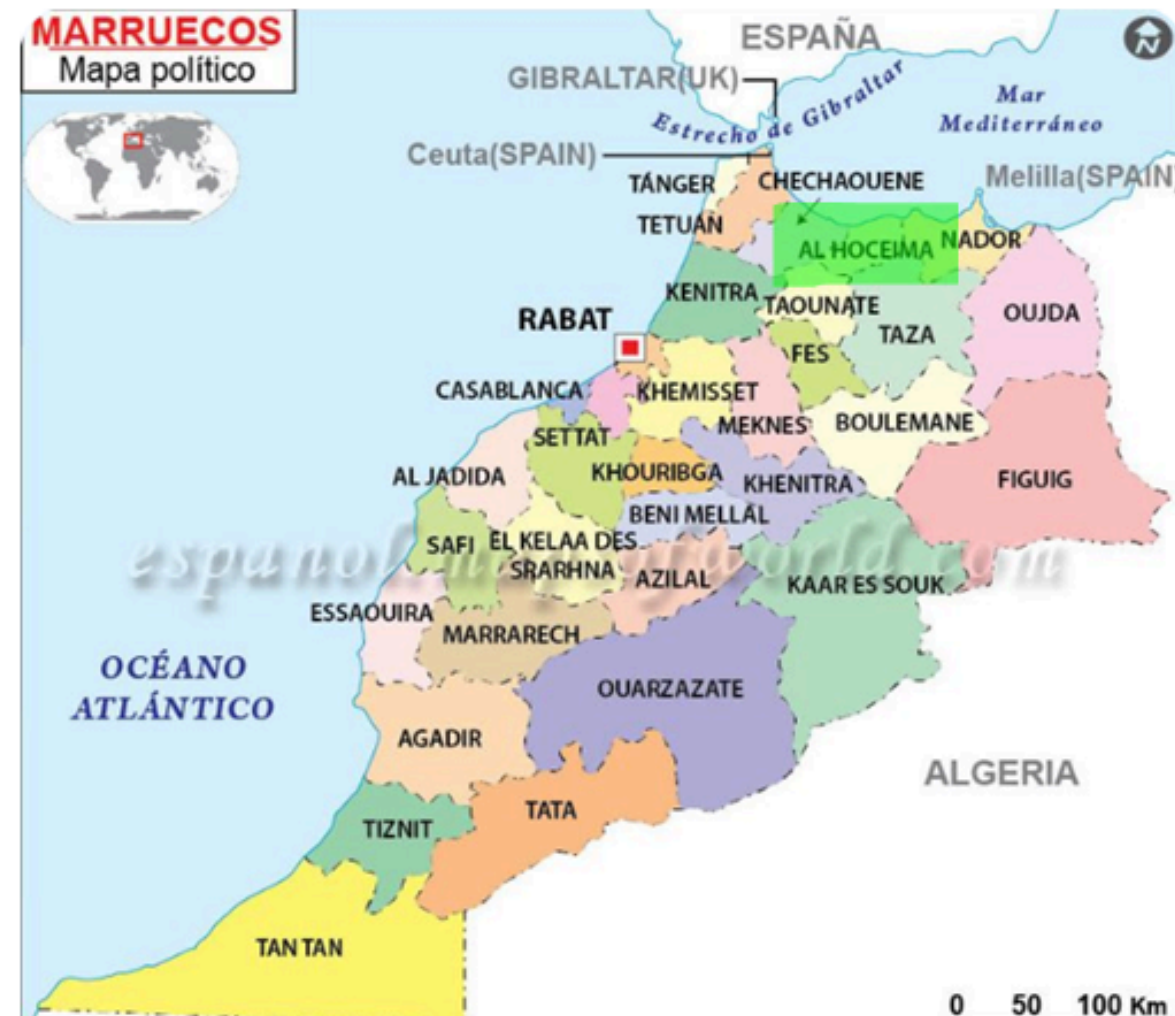 MARRUECOS
Mapa político
ESPAÑA
GIBRALTAR(UK)
Estrecho de Gibraltar
Mar
Mediterráneo
N
Ceuta(SPAIN)
Melilla(SPAIN)
TÁNGER
CHECHAOUENE
TETUÁN
AL HOCEIMA
NADOR
KENITRA
TAOUNATE
OUJDA
RABAT
TAZA
FES
CASABLANCA
KHEMISSET
MEKNES
BOULEMANE
SETTAT
AL JADIDA
KHOURIBGA
KHENITRA
FIGUIG
BENI MELLAL
SAFI
EL KELAA DES
SRARHNA
AZILAL
KAAR ES SOUK
ESSAOUIRA
MARRARECH
OCÉANO
ATLÁNTICO
OUARZAZATE
AGADIR
ALGERIA
TATA
TIZNIT
TAN TAN
0 50 100 Km